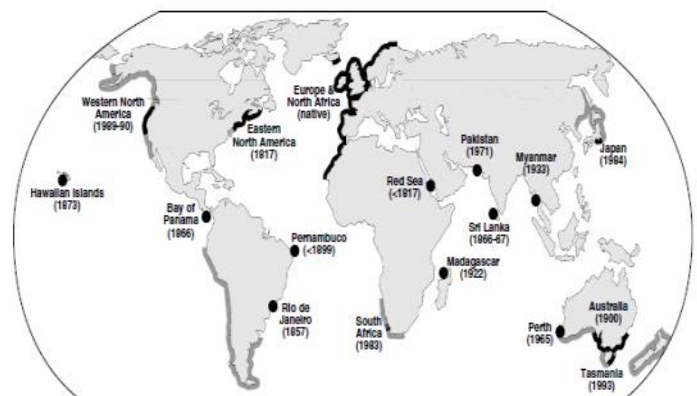 Western North
America
(1989-90)
Eastern
North America
(1817)
Europe &
North Africa
(native)
Hawaiian Islands
(1873)
Bay of
Panama
(1866)
Pernambuco
(<1899)
Rio de
Janeiro
(1857)
Red Sea
(<1817)
Pakistan
(1971)
Myanmar
(1933)
Japan
(1984)
Sri Lanka
(1866-67)
Madagascar
(1922)
South
Africa
(1983)
Perth
(1965)
Australia
(1900)
Tasmania
(1993)